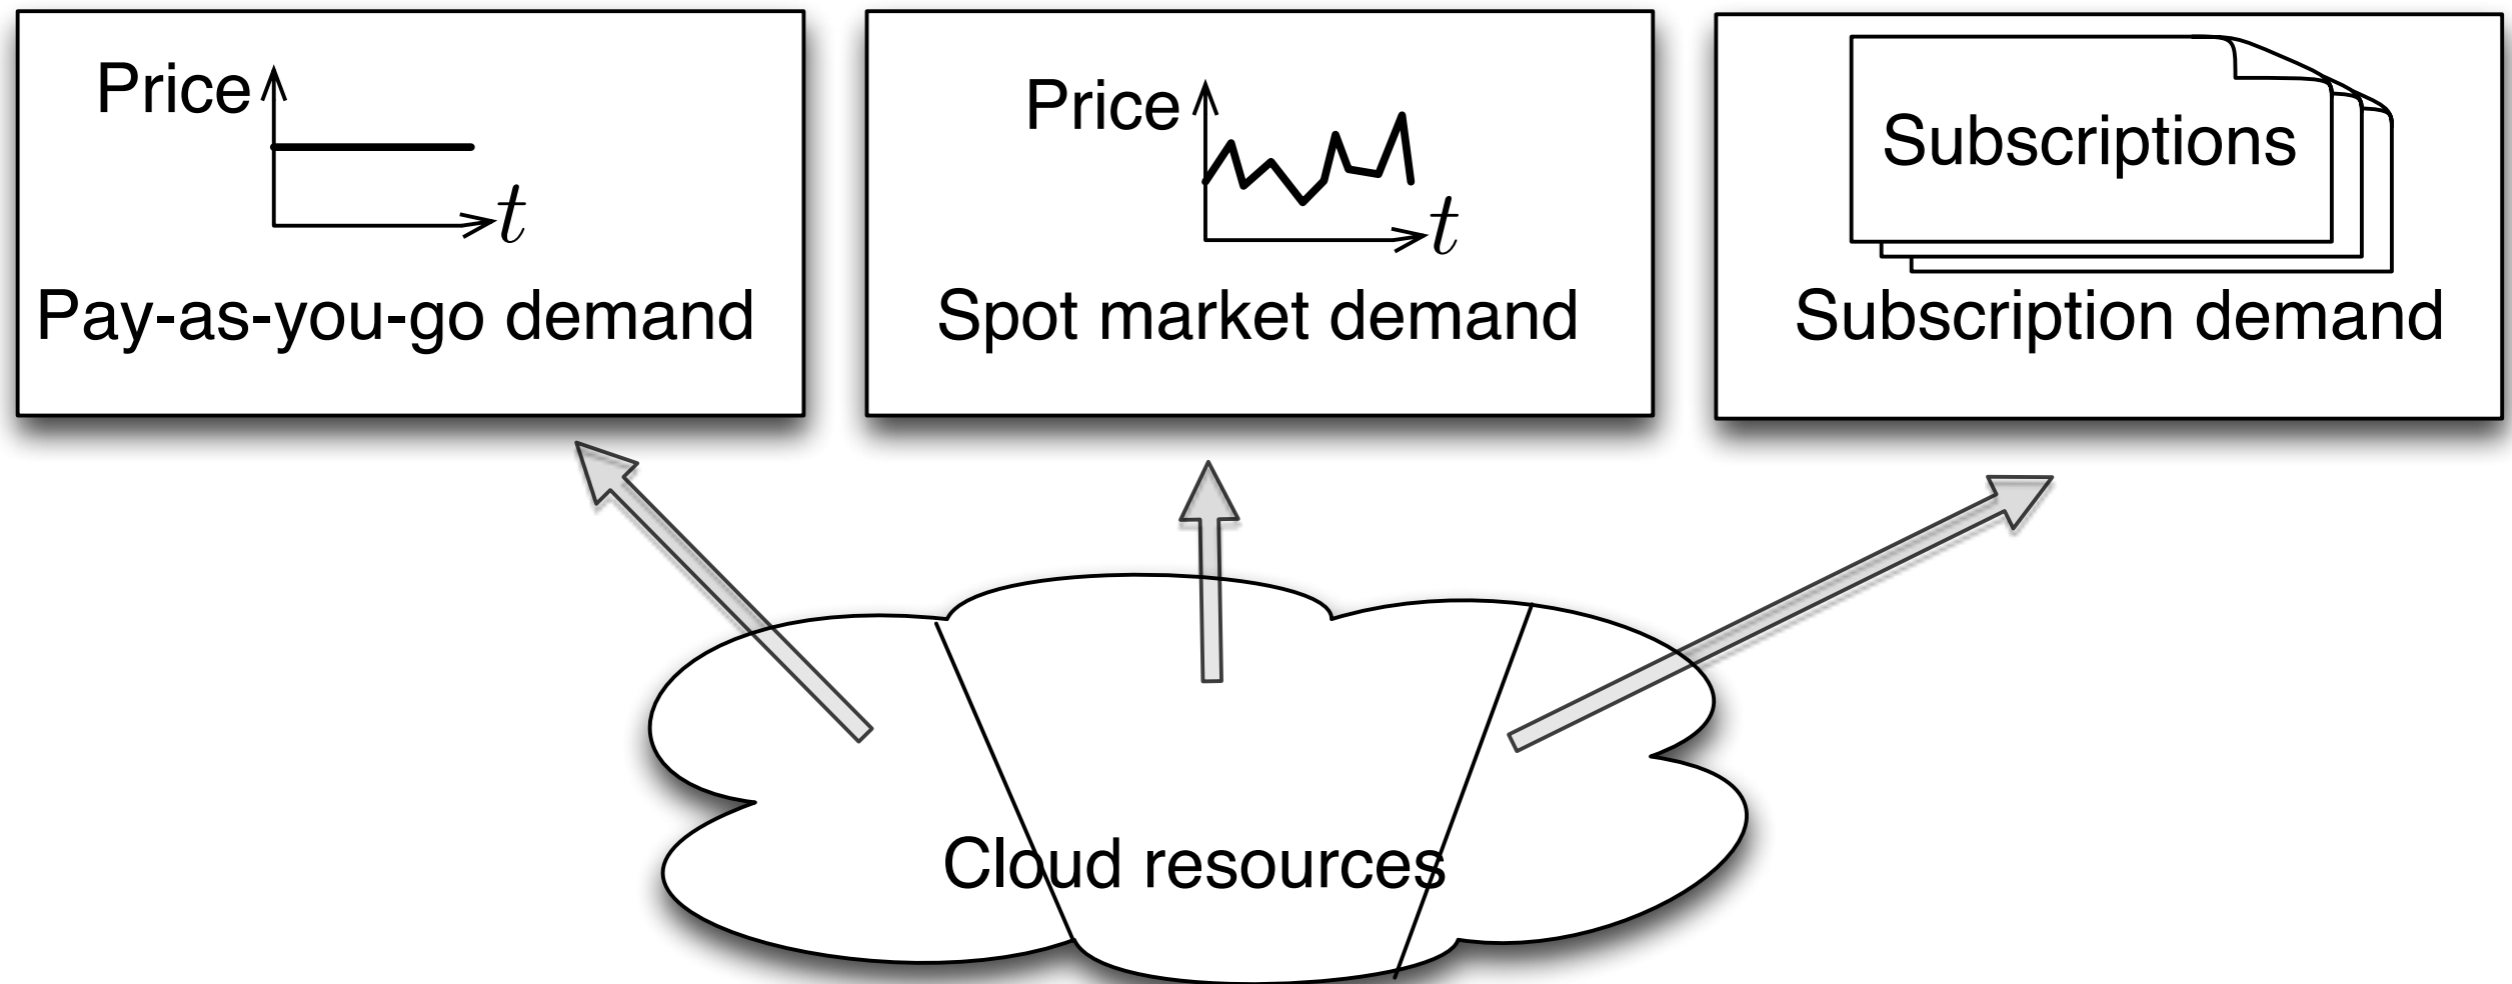 Price
t
Pay-as-you-go demand
Price
t
Spot market demand
Subscriptions
Subscription demand
Cloud resources